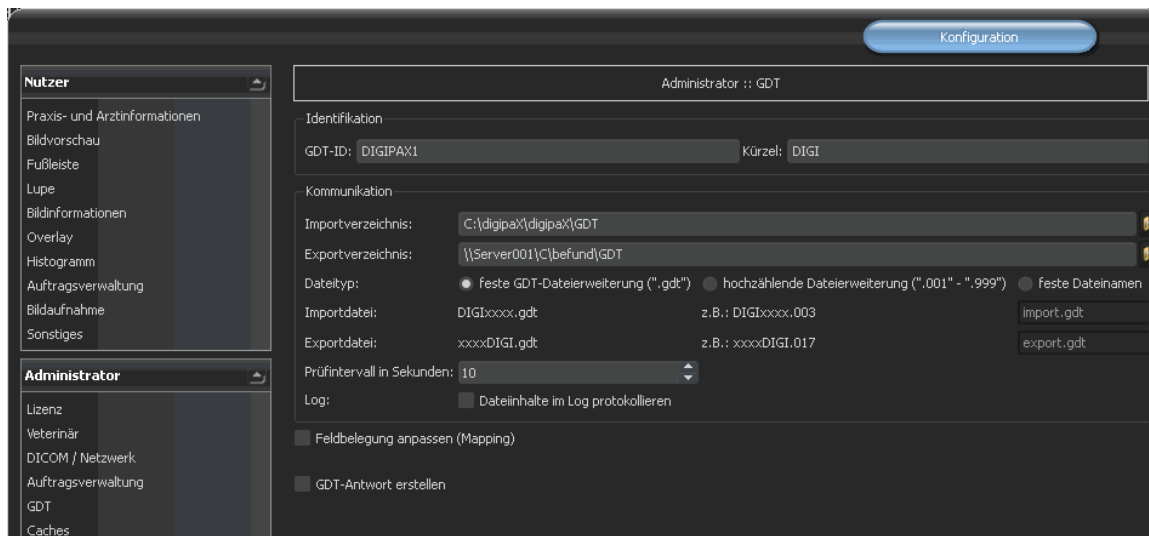 Konfiguration
Nutzer
Praxis- und Arztinformationen
Bildvorschau
Fußleiste
Lupe
Bildinformationen
Overlay
Histogramm
Auftragsverwaltung
Bildaufnahme
Sonstiges
Administrator
Lizenz
Veterinär
DICOM / Netzwerk
Auftragsverwaltung
GDT
Caches
Administrator :: GDT
Identifikation
GDT-ID: DIGIPAX1 Kürzel: DIGI
Kommunikation
Importverzeichnis: C:\digipaX\digipaX\GDT
Exportverzeichnis: \\Server001\C\befund\GDT
Dateityp: feste GDT-Dateierweiterung (".gdt") hochzählende Dateierweiterung (".001" - ".999") feste Dateinamen
Importdatei: DIGIxxxx.gdt z.B.: DIGIxxxx.003 import.gdt
Exportdatei: xxxxDIGI.gdt z.B.: xxxxDIGI.017 export.gdt
Prüfintervall in Sekunden: 10
Log: Dateiinhalte im Log protokollieren
Feldbelegung anpassen (Mapping)
GDT-Antwort erstellen